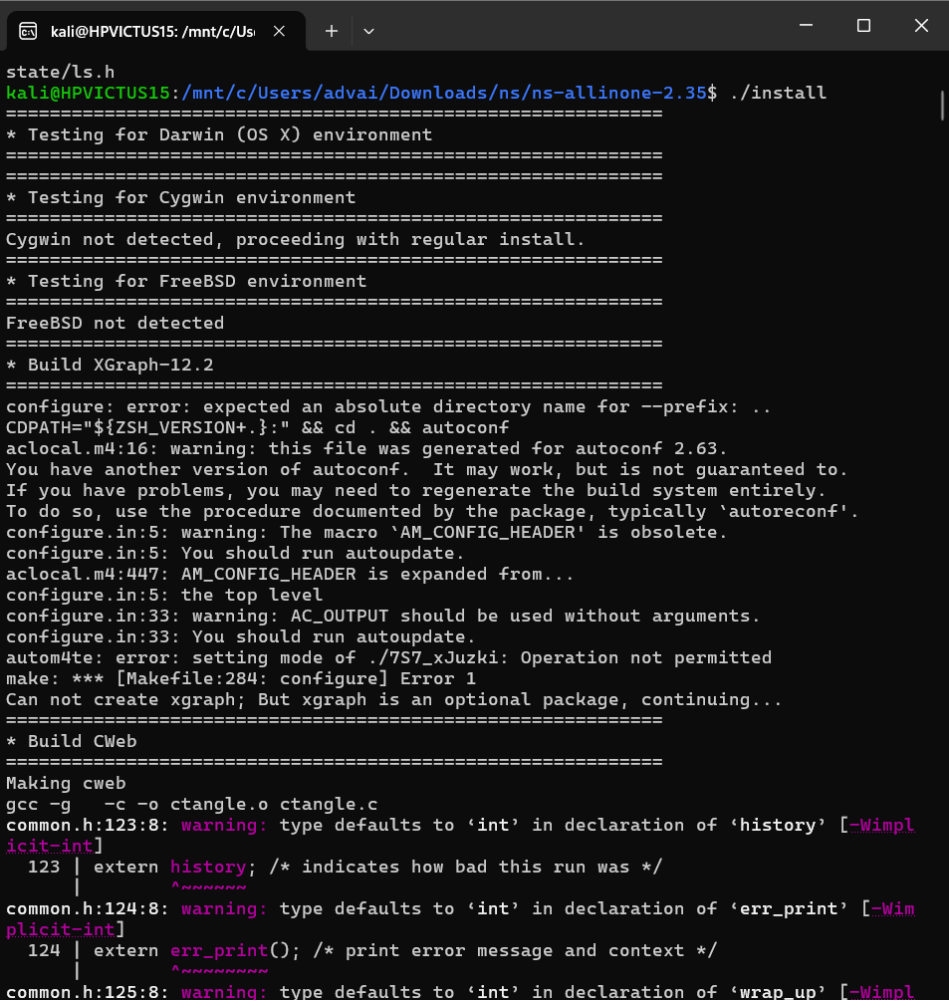 kali@HPVICTUS15: /mnt/c/Use
state/ls.h
kali@HPVICTUS15:/mnt/c/Users/advai/Downloads/ns/ns-allinone-2.35$ ./install
============================================================
* Testing for Darwin (OS X) environment
============================================================
============================================================
* Testing for Cygwin environment
============================================================
Cygwin not detected, proceeding with regular install.
============================================================
* Testing for FreeBSD environment
============================================================
FreeBSD not detected
============================================================
* Build XGraph-12.2
============================================================
configure: error: expected an absolute directory name for --prefix: ..
CDPATH="${ZSH_VERSION+.}:" && cd . && autoconf
aclocal.m4:16: warning: this file was generated for autoconf 2.63.
You have another version of autoconf.  It may work, but is not guaranteed to.
If you have problems, you may need to regenerate the build system entirely.
To do so, use the procedure documented by the package, typically `autoreconf'.
configure.in:5: warning: The macro `AM_CONFIG_HEADER' is obsolete.
configure.in:5: You should run autoupdate.
aclocal.m4:447: AM_CONFIG_HEADER is expanded from...
configure.in:5: the top level
configure.in:33: warning: AC_OUTPUT should be used without arguments.
configure.in:33: You should run autoupdate.
autom4te: error: setting mode of ./7S7_xJuzki: Operation not permitted
make: *** [Makefile:284: configure] Error 1
Can not create xgraph; But xgraph is an optional package, continuing...
============================================================
* Build CWeb
============================================================
Making cweb
gcc -g   -c -o ctangle.o ctangle.c
common.h:123:8: warning: type defaults to ‘int’ in declaration of ‘history’ [-Wimpl
icit-int]
  123 | extern history; /* indicates how bad this run was */
      |        ^~~~~~~
common.h:124:8: warning: type defaults to ‘int’ in declaration of ‘err_print’ [-Wim
plicit-int]
  124 | extern err_print(); /* print error message and context */
      |        ^~~~~~~~~
common.h:125:8: warning: type defaults to ‘int’ in declaration of ‘wrap_up’ [-Wimpl